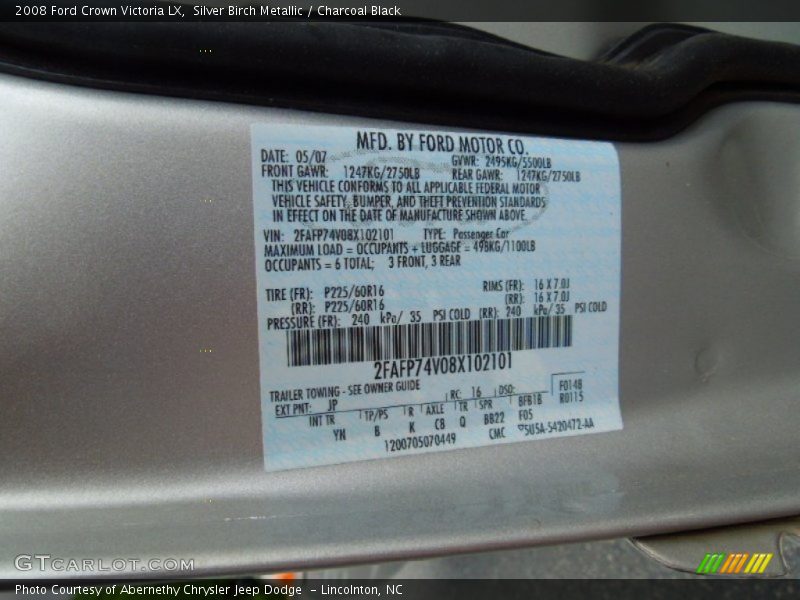 2008 Ford Crown Victoria LX, Silver Birch Metallic / Charcoal Black
MFD. BY FORD MOTOR CO.
DATE: 05/07 GVWR: 2495KG/5500LB
FRONT GAWR: 1247KG/2750LB REAR GAWR: 1247KG/2750LB
THIS VEHICLE CONFORMS TO ALL APPLICABLE FEDERAL MOTOR
VEHICLE SAFETY, BUMPER, AND THEFT PREVENTION STANDARDS
IN EFFECT ON THE DATE OF MANUFACTURE SHOWN ABOVE.
VIN: 2FAFP74V08X102101 TYPE: Passenger Car
MAXIMUM LOAD = OCCUPANTS + LUGGAGE = 498KG/1100LB
OCCUPANTS = 6 TOTAL; 3 FRONT, 3 REAR
TIRE (FR): P225/60R16 RIMS (FR): 16 X 7.0J
(RR): P225/60R16 (RR): 16 X 7.0J
PRESSURE (FR): 240 kPa/ 35 PSI COLD (RR): 240 kPa/ 35 PSI COLD
2FAFP74V08X102101
TRAILER TOWING - SEE OWNER GUIDE
EXT PNT: JP RC: 16 DSO: F0148
INT TR TP/PS R AXLE TR SPR BFB18 R0115
YN B K C8 Q BB22 F05
1200705070449 CMC 5U5A-5420472-AA
GTCARLOT.COM
Photo Courtesy of Abernethy Chrysler Jeep Dodge - Lincolnton, NC